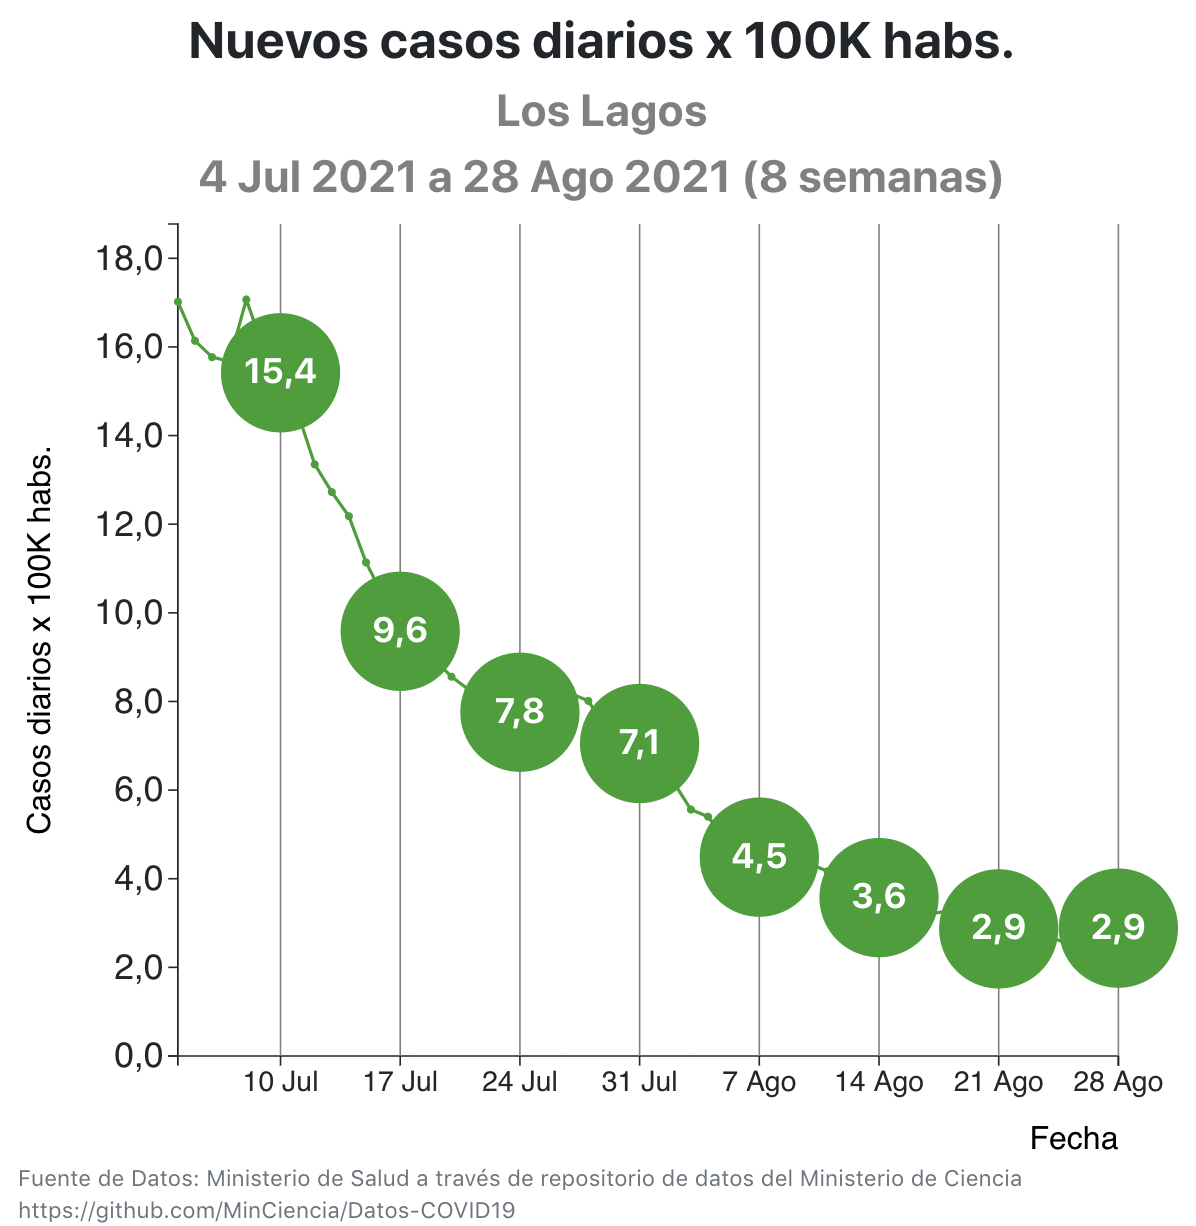 Nuevos casos diarios x 100K habs.
Los Lagos
4 Jul 2021 a 28 Ago 2021 (8 semanas)
18,0
16,0
14,0
12,0
10,0
8,0
6,0
4,0
2,0
0,0
Casos diarios x 100K habs.
15,4
9,6
7,8
7,1
4,5
3,6
2,9
2,9
10 Jul
17 Jul
24 Jul
31 Jul
7 Ago
14 Ago
21 Ago
28 Ago
Fecha
Fuente de Datos: Ministerio de Salud a través de repositorio de datos del Ministerio de Ciencia
https://github.com/MinCiencia/Datos-COVID19